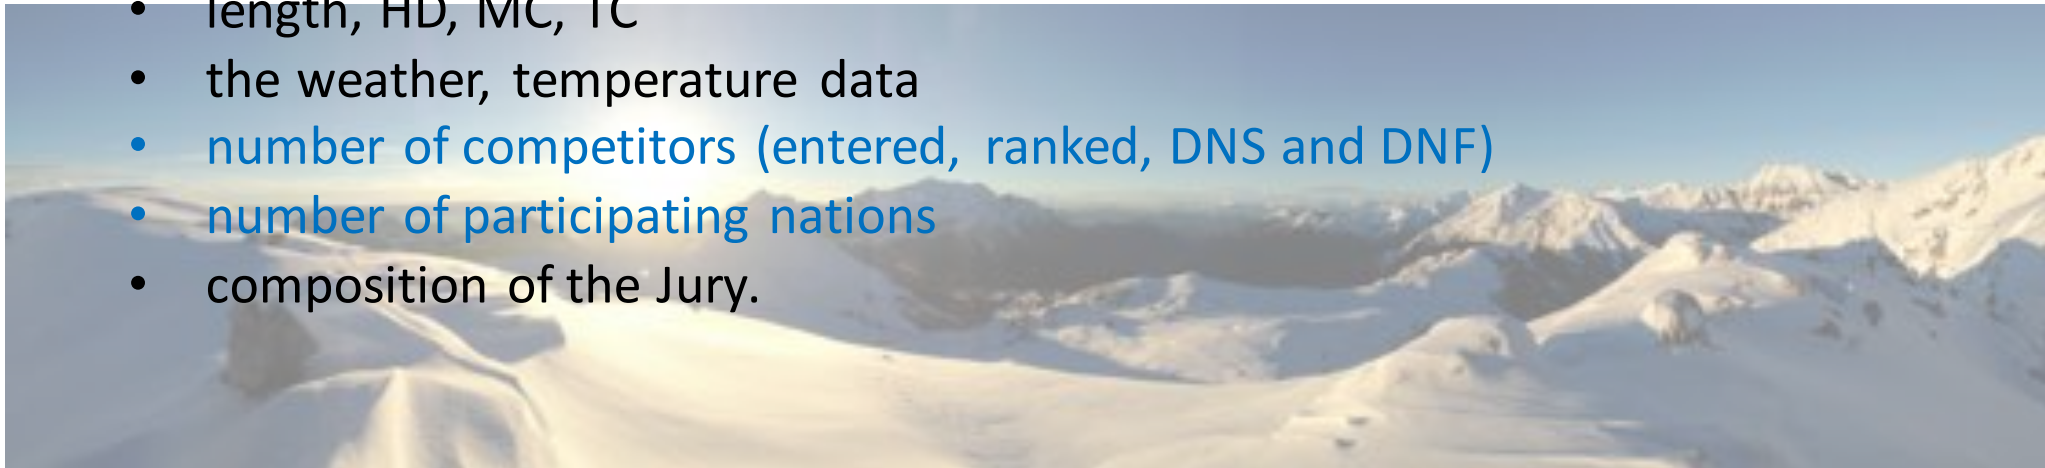 • length, HD, MC, TC
• the weather, temperature data
• number of competitors (entered, ranked, DNS and DNF)
• number of participating nations
• composition of the Jury.